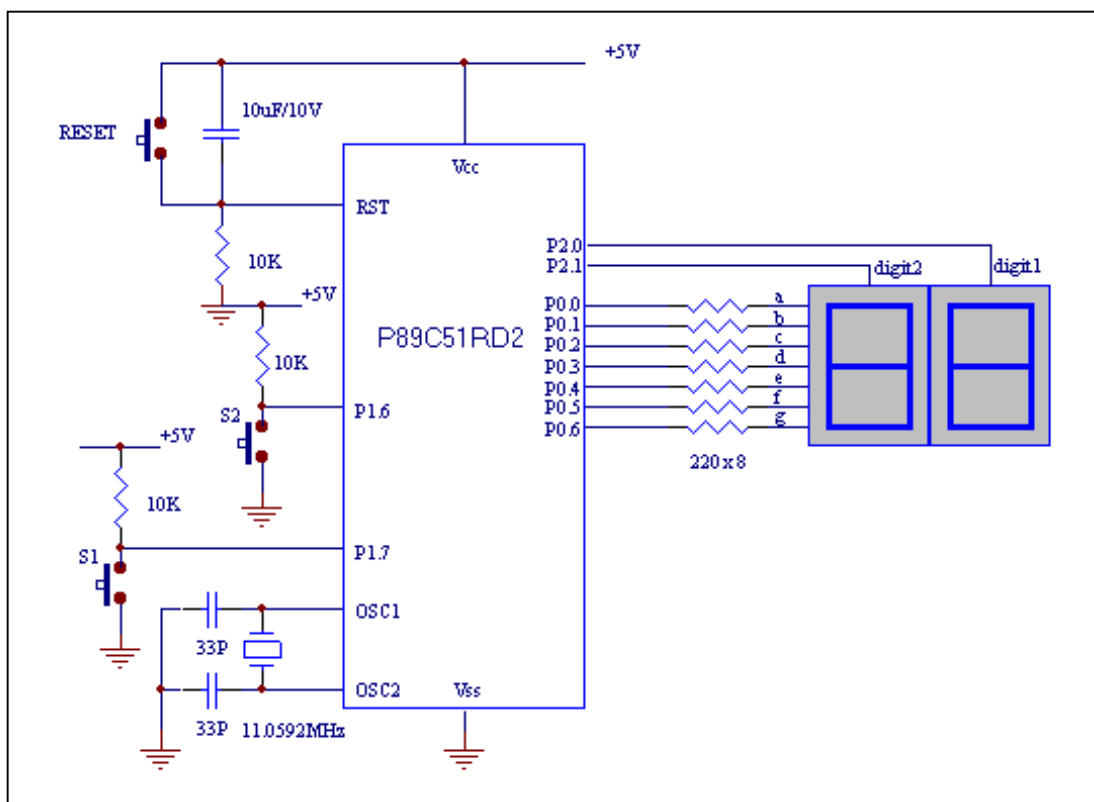 +5V
10uF/10V
RESET
Vcc
RST
10K
+5V
P2.0
P2.1
digit2
digit1
P0.0
a
P0.1
b
P89C51RD2
P0.2
c
10K
P0.3
d
P0.4
e
S2
P1.6
P0.5
f
P0.6
g
+5V
220 x 8
10K
S1
P1.7
OSC1
33P
OSC2
Vss
33P
11.0592MHz